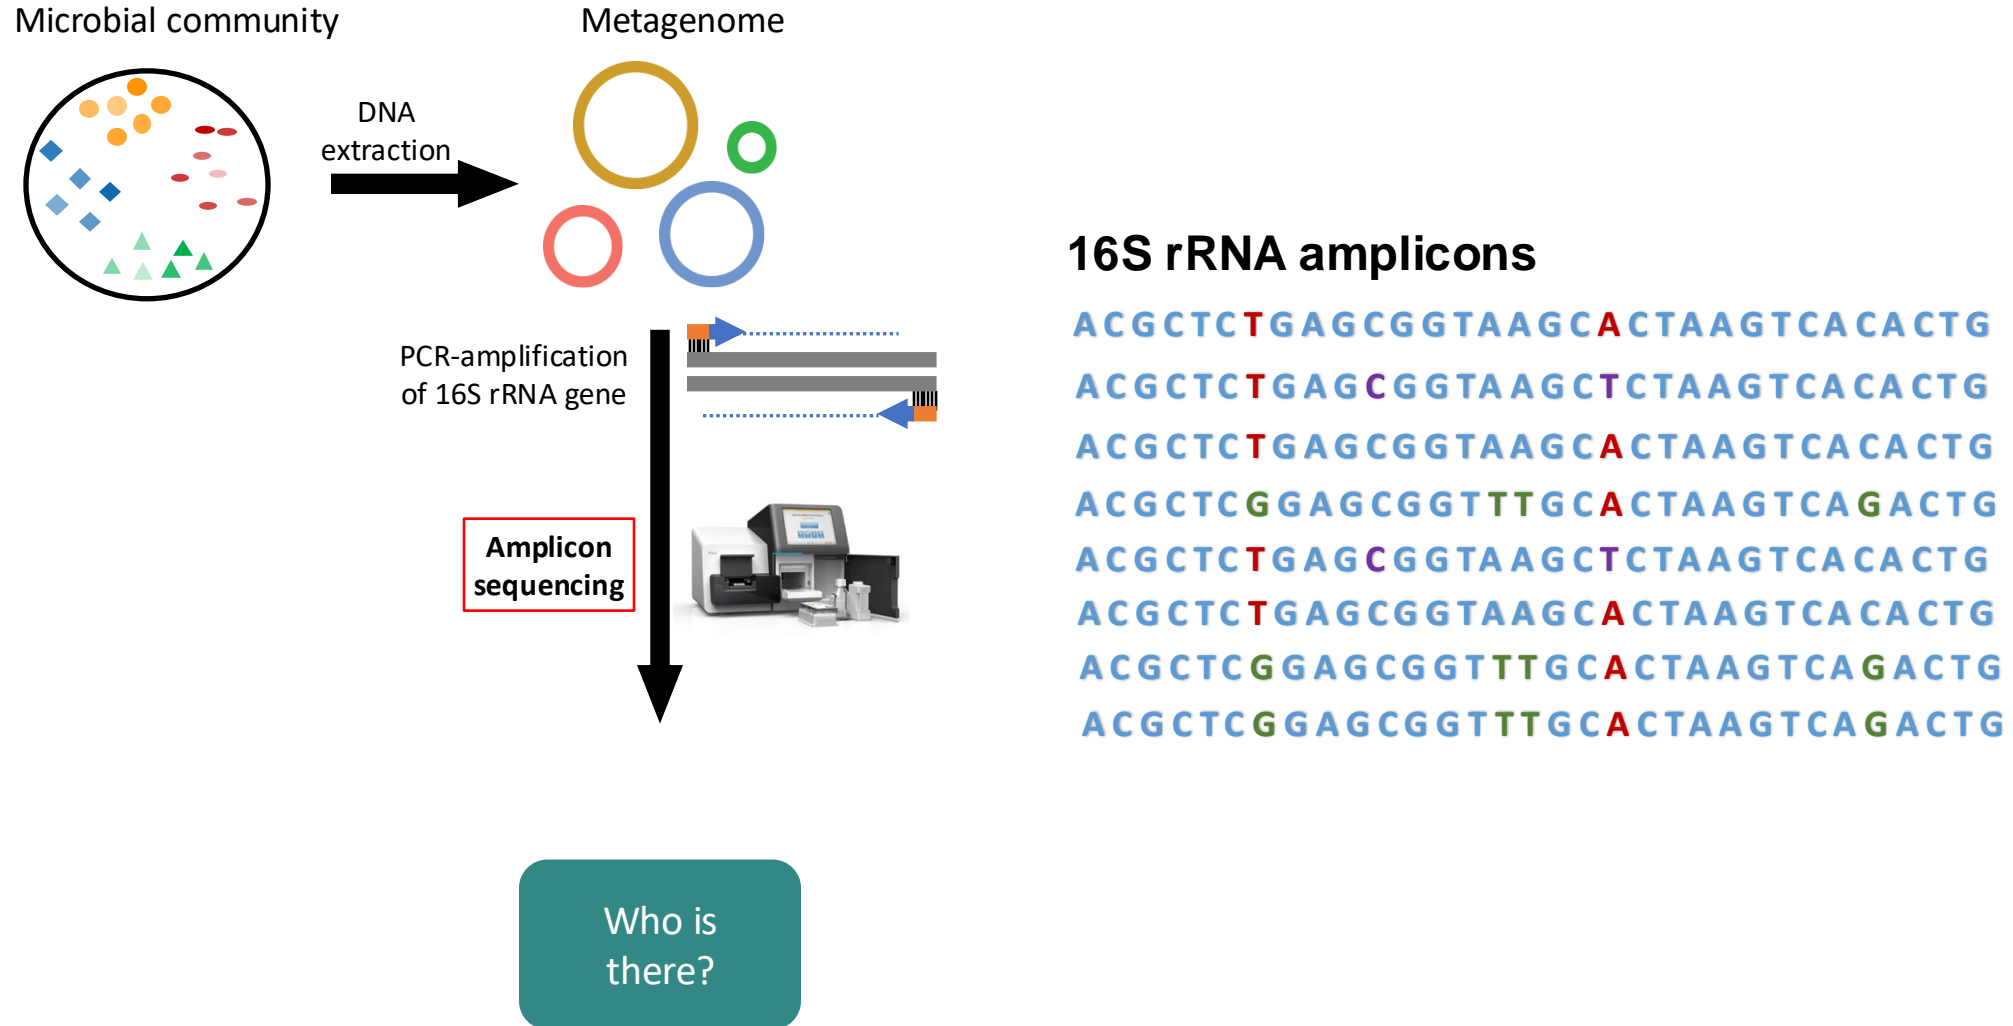 Microbial community
Metagenome
DNA
extraction
PCR-amplification
of 16S rRNA gene
Amplicon
sequencing
Who is
there?
16S rRNA amplicons
ACGCTCTGAGCGGTAAGCACTAAGTCACACTG
ACGCTCTGAGCGGTAAGCTCTAAGTCACACTG
ACGCTCTGAGCGGTAAGCACTAAGTCACACTG
ACGCTCGGAGCGGTTTGCACTAAGTCAGACTG
ACGCTCTGAGCGGTAAGCTCTAAGTCACACTG
ACGCTCTGAGCGGTAAGCACTAAGTCACACTG
ACGCTCGGAGCGGTTTGCACTAAGTCAGACTG
ACGCTCGGAGCGGTTTGCACTAAGTCAGACTG